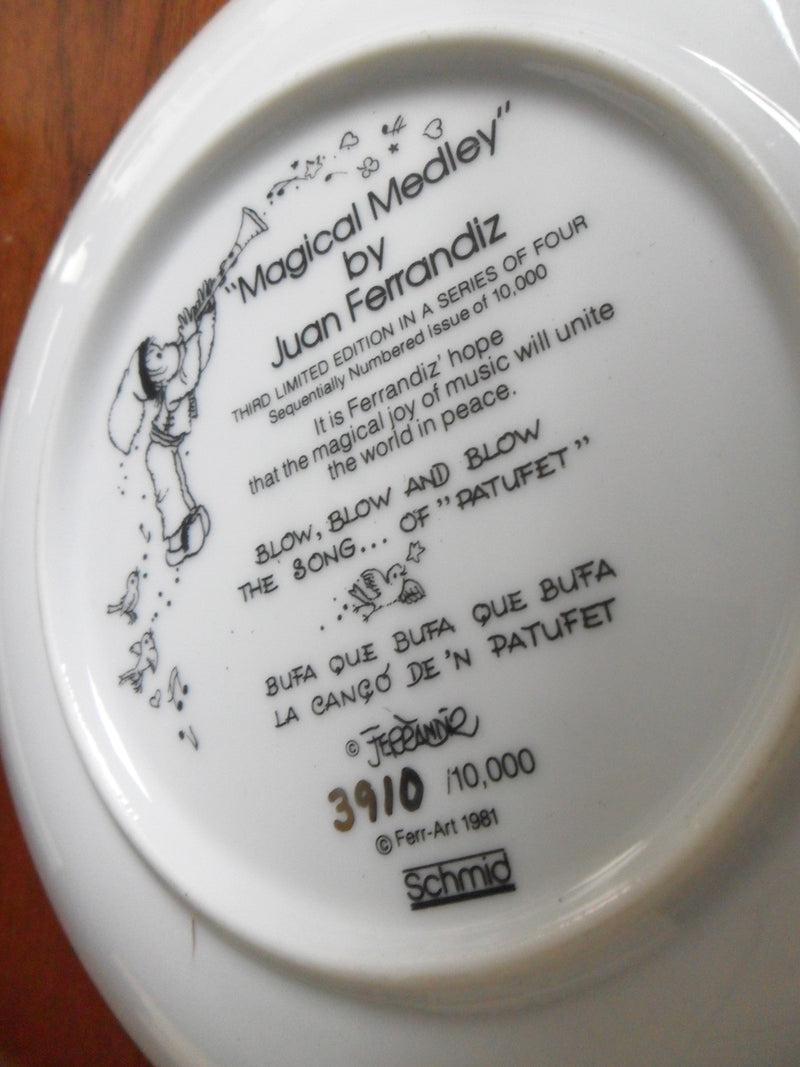 "Magical Medley"
by
Juan Ferrandiz
THIRD LIMITED EDITION IN A SERIES OF FOUR
Sequentially Numbered Issue of 10,000
It is Ferrandiz' hope
that the magical joy of music will unite
the world in peace.
BLOW, BLOW AND BLOW
THE SONG... OF "PATUFET"
BUFA QUE BUFA QUE BUFA
LA CANÇÓ DE 'N PATUFET
© FERRÀNDIZ
3910 /10,000
© Ferr-Art 1981
Schmid